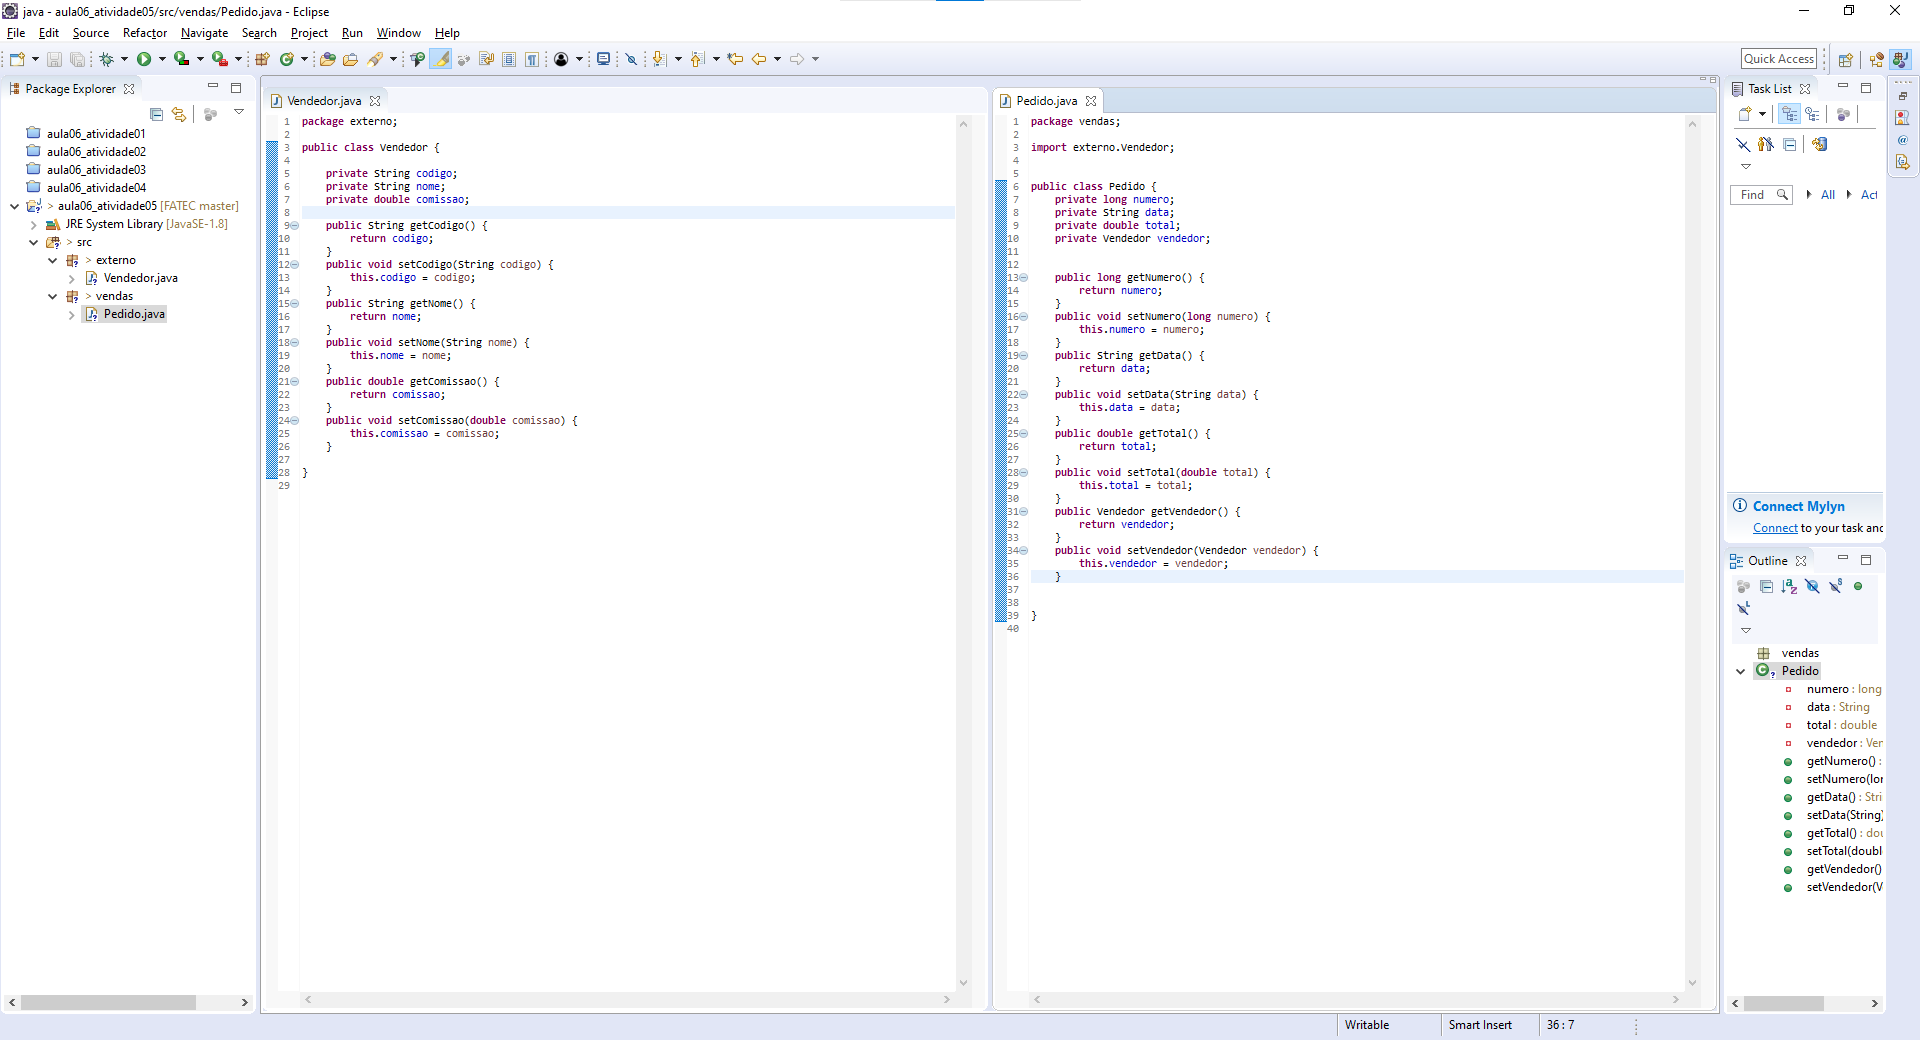 java - aula06_atividade05/src/vendas/Pedido.java - Eclipse
File Edit Source Refactor Navigate Search Project Run Window Help
Quick Access
Package Explorer
aula06_atividade01
aula06_atividade02
aula06_atividade03
aula06_atividade04
> aula06_atividade05 [FATEC master]
JRE System Library [JavaSE-1.8]
> src
> externo
Vendedor.java
> vendas
Pedido.java
Vendedor.java
1 package externo;
2
3 public class Vendedor {
4
5 private String codigo;
6 private String nome;
7 private double comissao;
8
9 public String getCodigo() {
10 return codigo;
11 }
12 public void setCodigo(String codigo) {
13 this.codigo = codigo;
14 }
15 public String getNome() {
16 return nome;
17 }
18 public void setNome(String nome) {
19 this.nome = nome;
20 }
21 public double getComissao() {
22 return comissao;
23 }
24 public void setComissao(double comissao) {
25 this.comissao = comissao;
26 }
27
28 }
29
Pedido.java
1 package vendas;
2
3 import externo.Vendedor;
4
5
6 public class Pedido {
7 private long numero;
8 private String data;
9 private double total;
10 private Vendedor vendedor;
11
12
13 public long getNumero() {
14 return numero;
15 }
16 public void setNumero(long numero) {
17 this.numero = numero;
18 }
19 public String getData() {
20 return data;
21 }
22 public void setData(String data) {
23 this.data = data;
24 }
25 public double getTotal() {
26 return total;
27 }
28 public void setTotal(double total) {
29 this.total = total;
30 }
31 public Vendedor getVendedor() {
32 return vendedor;
33 }
34 public void setVendedor(Vendedor vendedor) {
35 this.vendedor = vendedor;
36 }
37
38
39 }
40
Task List
Find All Act
Connect Mylyn
Connect to your task and
Outline
vendas
Pedido
numero : long
data : String
total : double
vendedor : Ven
getNumero() :
setNumero(lon
getData() : Stri
setData(String)
getTotal() : dou
setTotal(doubl
getVendedor()
setVendedor(V
Writable Smart Insert 36 : 7